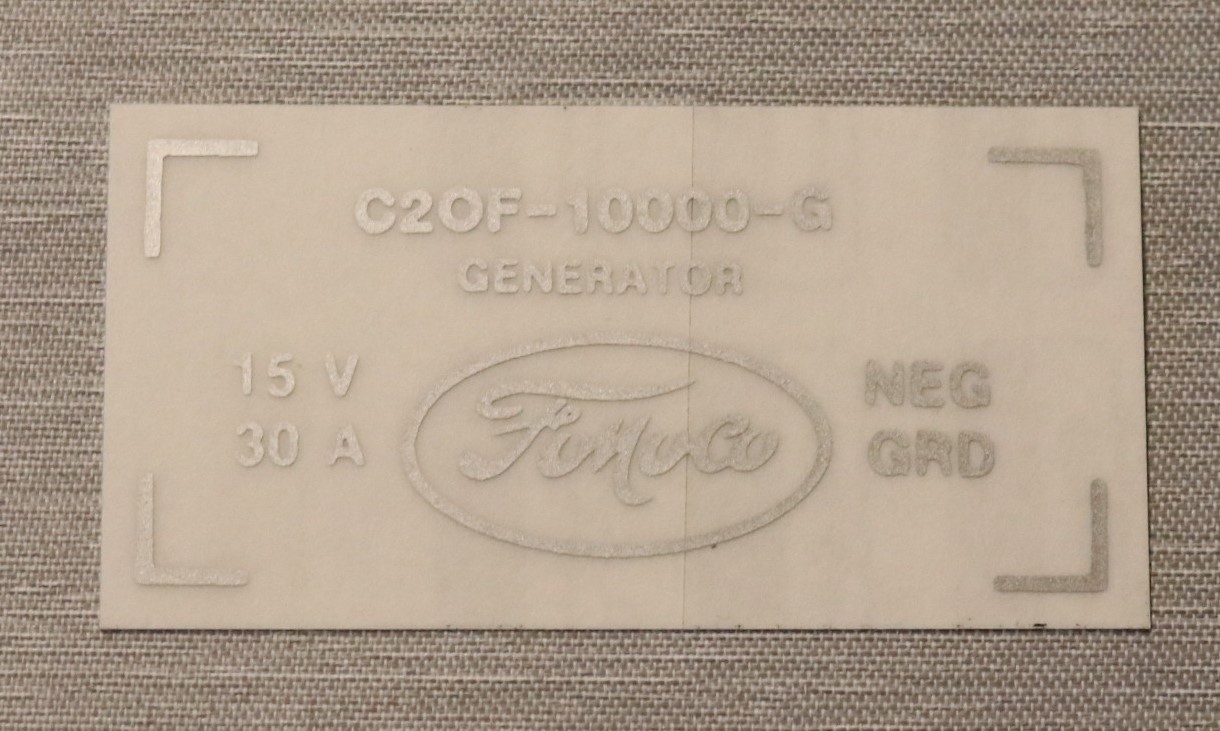 C2OF-10000-G
GENERATOR
15 V
30 A
FoMoCo
NEG
GRD